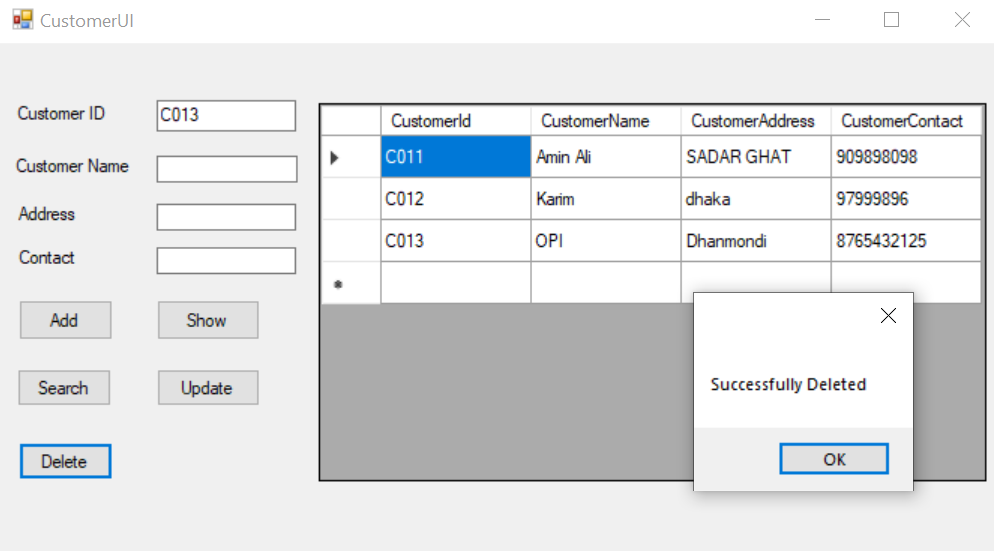 CustomerUI
Customer ID C013
Customer Name
Address
Contact
Add Show
Search Update
Delete
CustomerId CustomerName CustomerAddress CustomerContact
C011 Amin Ali SADAR GHAT 909898098
C012 Karim dhaka 97999896
C013 OPI Dhanmondi 8765432125
Successfully Deleted
OK